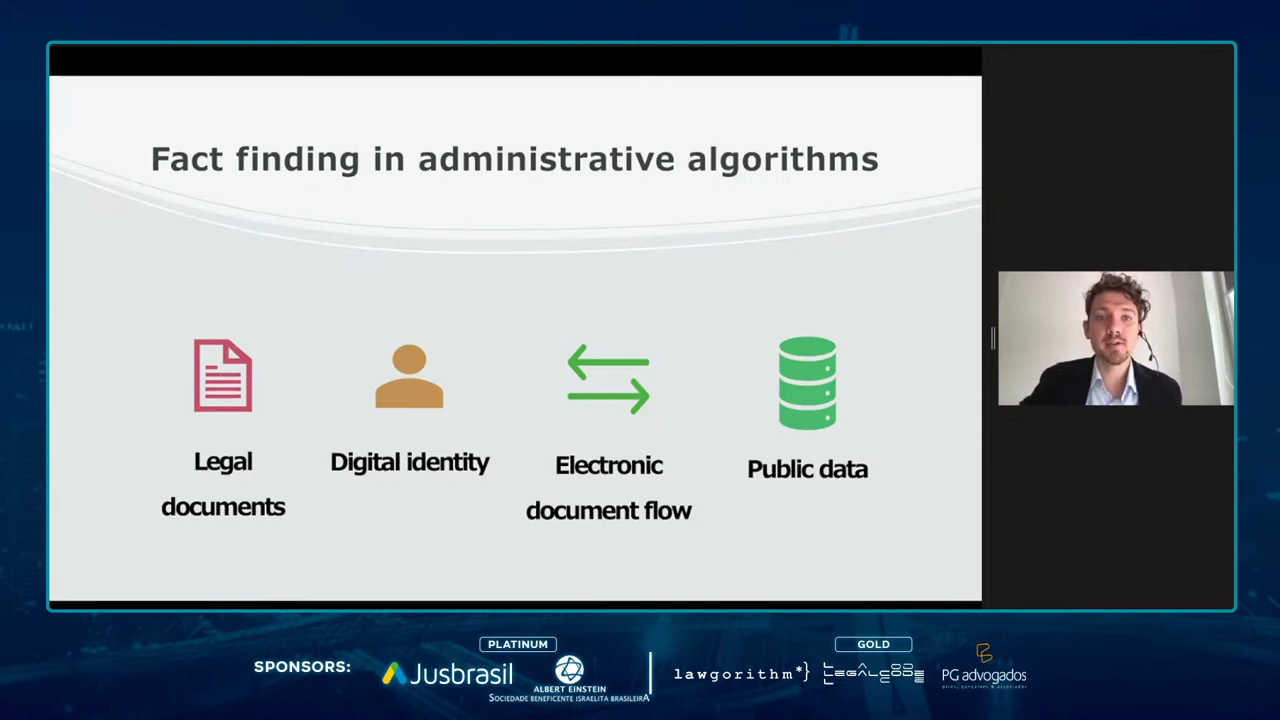 Fact finding in administrative algorithms
Legal
documents
Digital identity
Electronic
document flow
Public data
SPONSORS:
PLATINUM
Jusbrasil
ALBERT EINSTEIN
SOCIEDADE BENEFICENTE ISRAELITA BRASILEIRA
lawgorithm*}
GOLD
LEGALCODE
PG advogados